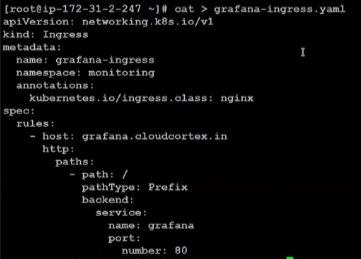 [root@ip-172-31-2-247 ~]# cat > grafana-ingress.yaml
apiVersion: networking.k8s.io/v1
kind: Ingress
metadata:
  name: grafana-ingress
  namespace: monitoring
  annotations:
    kubernetes.io/ingress.class: nginx
spec:
  rules:
    - host: grafana.cloudcortex.in
      http:
        paths:
          - path: /
            pathType: Prefix
            backend:
              service:
                name: grafana
                port:
                  number: 80